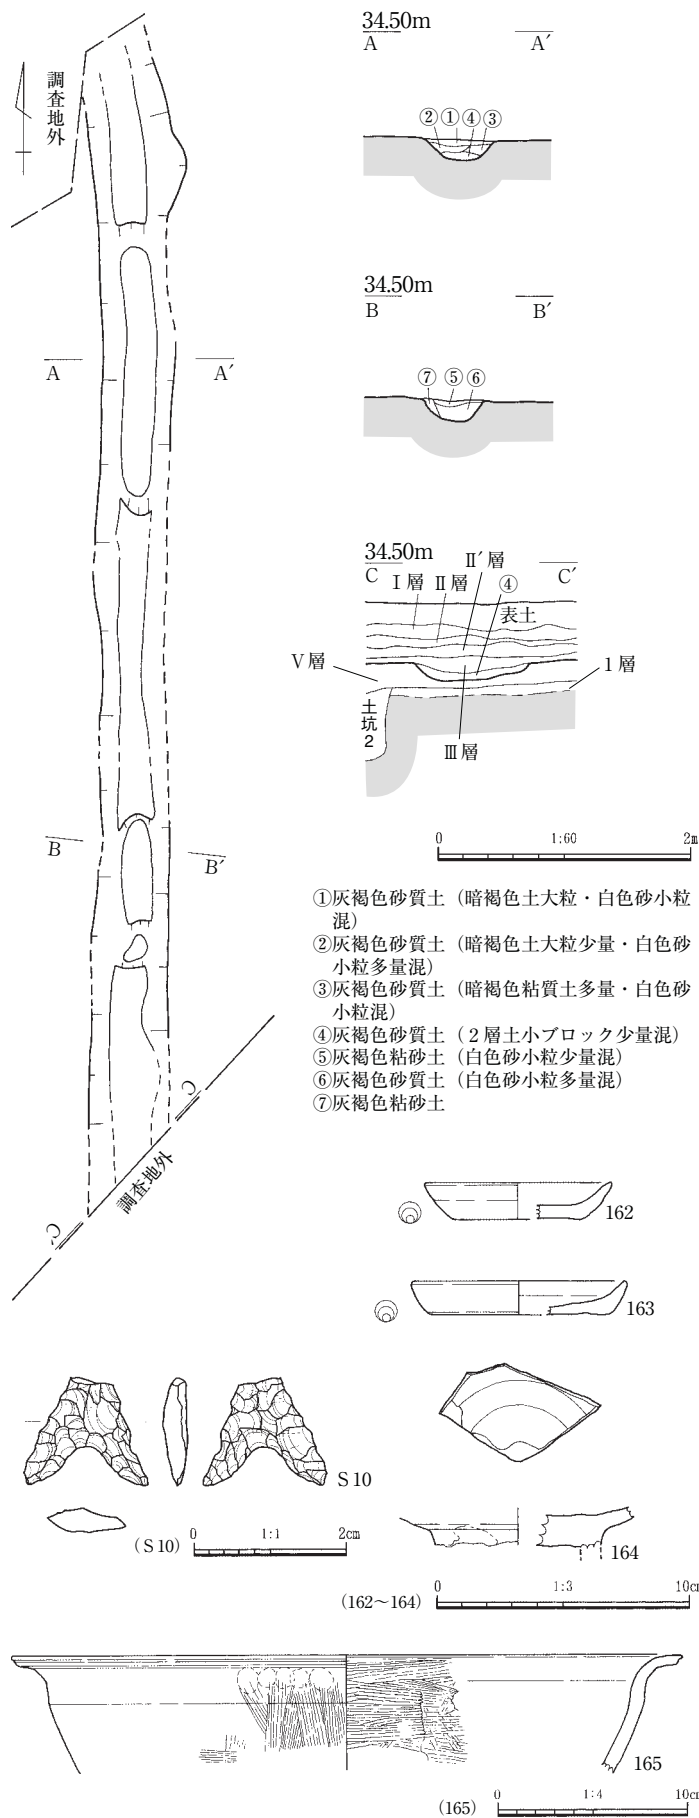 調査地外
A
A′
B
B′
C
C′
調査地外
34.50m
A
A′
② ① ④ ③
34.50m
B
B′
⑦ ⑤ ⑥
34.50m
C
C′
Ⅰ層 Ⅱ層 Ⅱ′層
④
表土
Ⅴ層
1層
土坑2
Ⅲ層
0 1:60 2m
①灰褐色砂質土（暗褐色土大粒・白色砂小粒
混）
②灰褐色砂質土（暗褐色土大粒少量・白色砂
小粒多量混）
③灰褐色砂質土（暗褐色粘質土多量・白色砂
小粒混）
④灰褐色砂質土（２層土小ブロック少量混）
⑤灰褐色粘砂土（白色砂小粒少量混）
⑥灰褐色砂質土（白色砂小粒多量混）
⑦灰褐色粘砂土
162
163
S10
(S10) 0 1:1 2cm
164
(162～164) 0 1:3 10cm
165
(165) 0 1:4 10cm